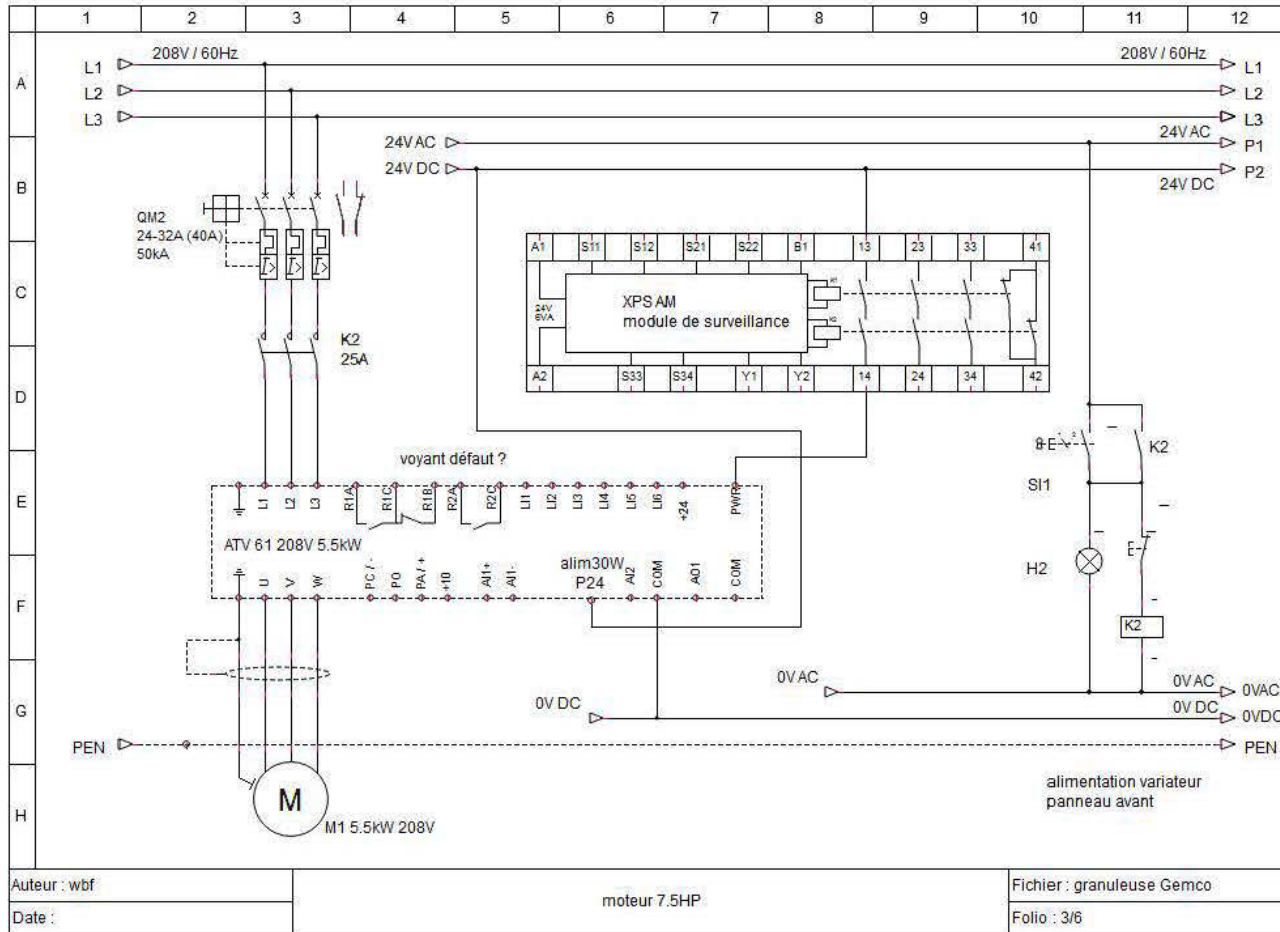 1 2 3 4 5 6 7 8 9 10 11 12
A
B
C
D
E
F
G
H
208V / 60Hz
208V / 60Hz
L1
L1
L2
L2
L3
L3
24V AC
24V AC
P1
24V DC
P2
24V DC
QM2
24-32A (40A)
50kA
A1 S11 S12 S21 S22 B1 13 23 33 41
24V
6VA
XPS AM
module de surveillance
K2
25A
A2 S33 S34 Y1 Y2 14 24 34 42
K2
SI1
voyant défaut ?
L1 L2 L3 R1A R1C R1B R2A R2C LI1 LI2 LI3 LI4 LI5 LI6 +24 PWR
ATV 61 208V 5.5kW
alim30W
P24
U V W PC / - PO PA / + +10 AI1+ AI1- AI2 COM AO1 COM
H2
K2
0V AC
0V AC
0VAC
0V DC
0V DC
0VDC
PEN
PEN
M
M1 5.5kW 208V
alimentation variateur
panneau avant
Auteur : wbf
Date :
moteur 7.5HP
Fichier : granuleuse Gemco
Folio : 3/6